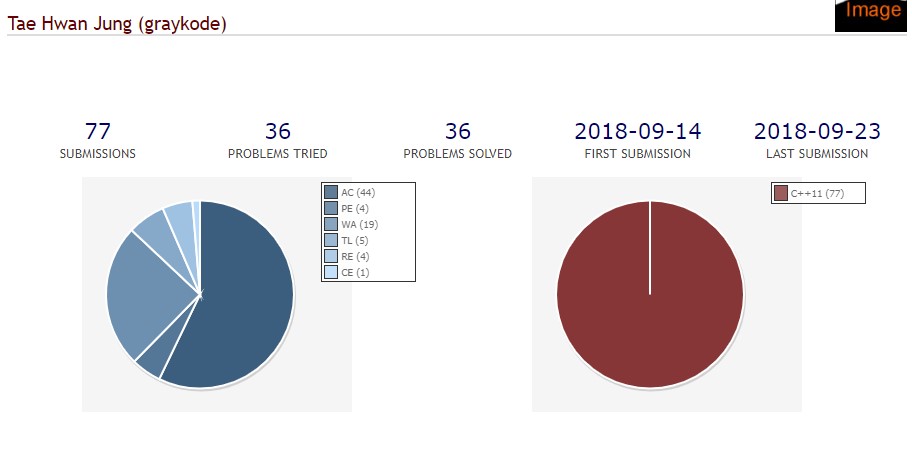 Image
Tae Hwan Jung (graykode)
77 36 36 2018-09-14 2018-09-23
SUBMISSIONS PROBLEMS TRIED PROBLEMS SOLVED FIRST SUBMISSION LAST SUBMISSION
AC (44)
PE (4)
WA (19)
TL (5)
RE (4)
CE (1)
C++11 (77)